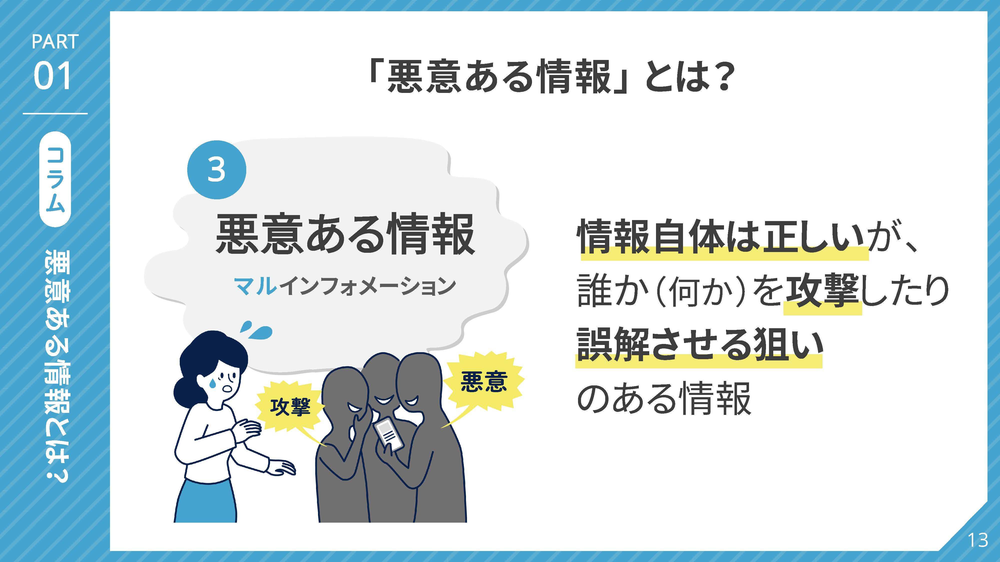 PART
01
コラム
悪意ある情報とは？
「悪意ある情報」とは？
3
悪意ある情報
マルインフォメーション
攻撃
悪意
情報自体は正しいが、
誰か（何か）を攻撃したり
誤解させる狙い
のある情報
13